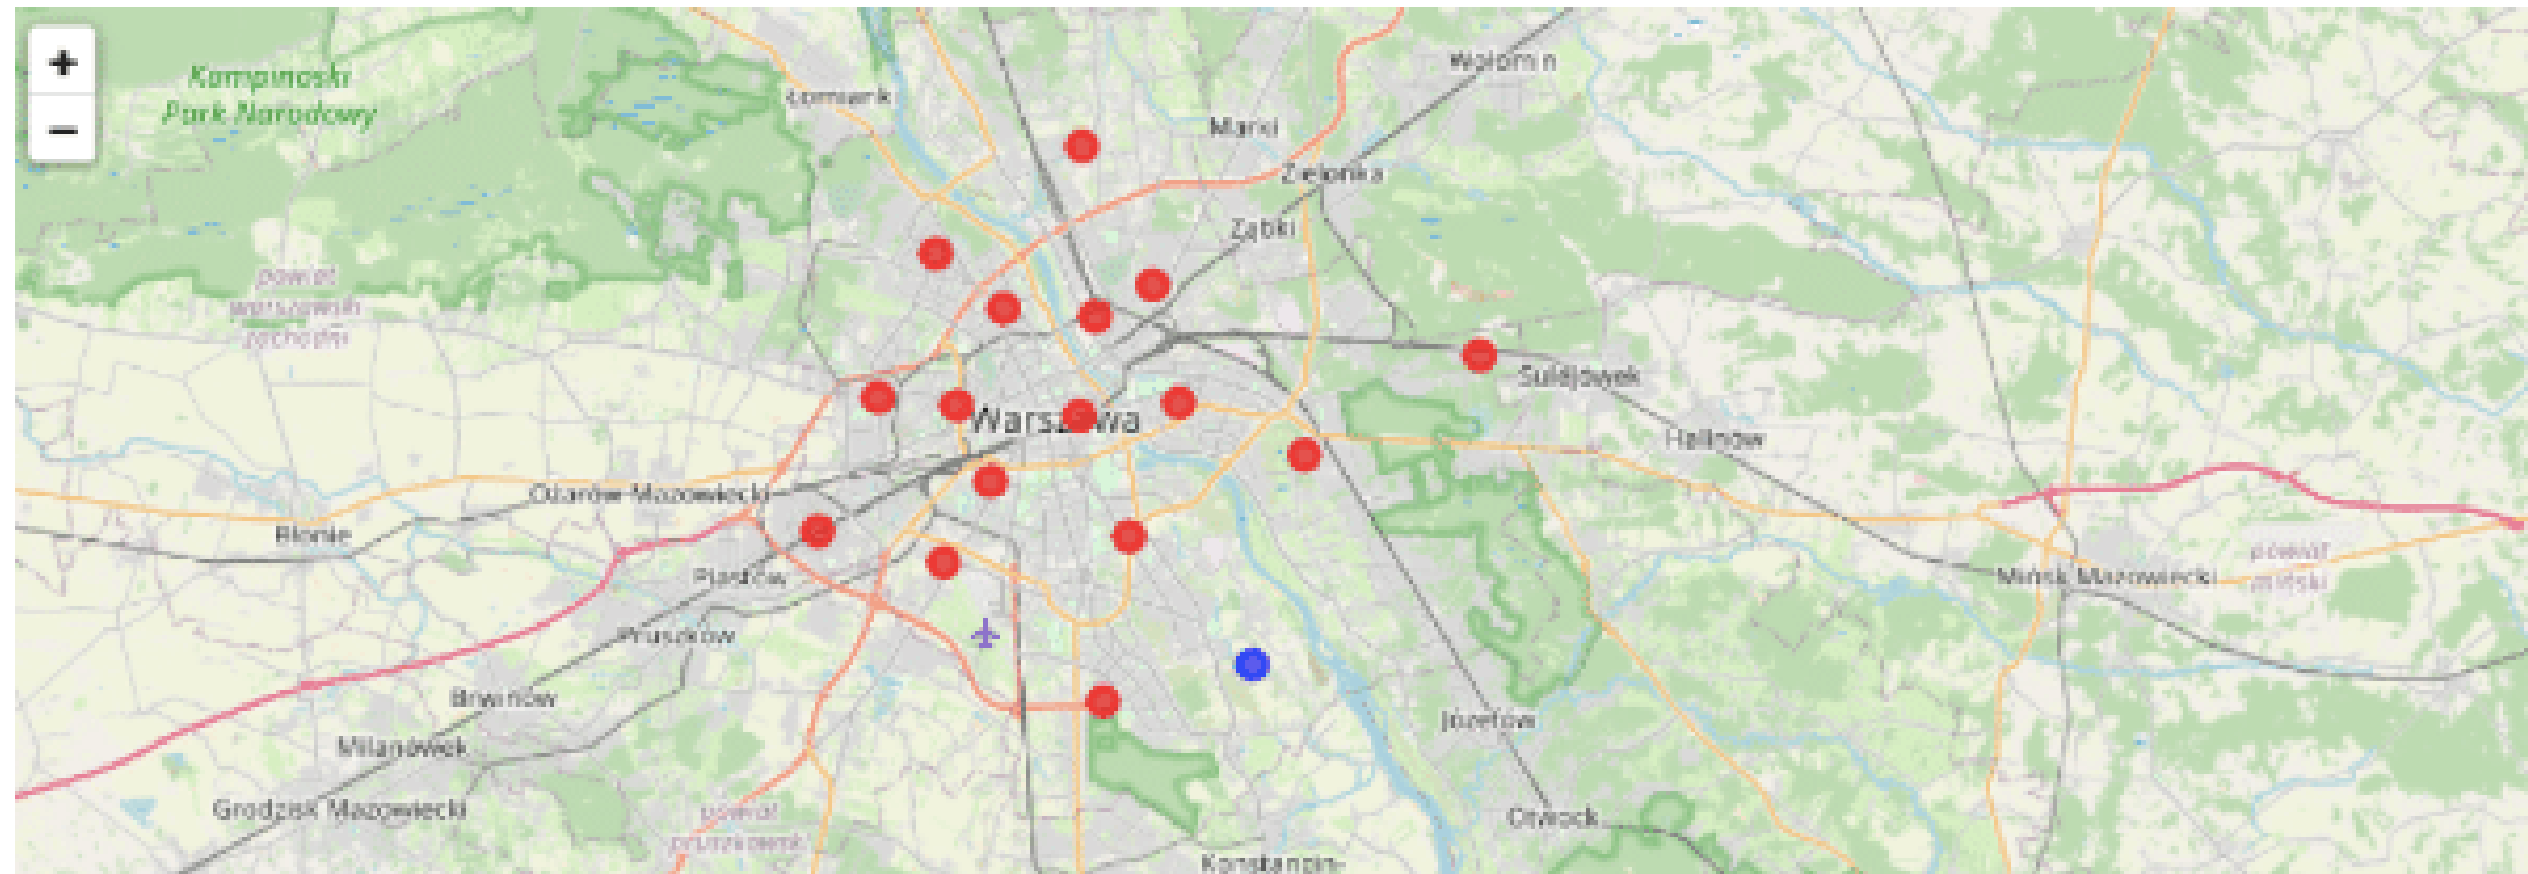 +
−
Kampinoski
Park Narodowy
Łomianki
Wołomin
Marki
Zielonka
Ząbki
powiat
warszawski
zachodni
Warszawa
Sulejówek
Halinów
Ożarów Mazowiecki
Błonie
Piastów
Pruszków
Brwinów
Milanówek
Grodzisk Mazowiecki
powiat
pruszkowski
Mińsk Mazowiecki
powiat
miński
Józefów
Otwock
Konstancin-